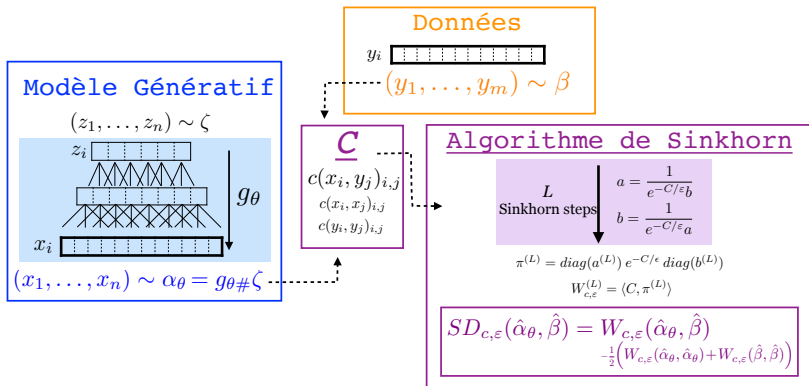 Données
y_i
(y_1, …, y_m) ∼ β
Modèle Génératif
(z_1, …, z_n) ∼ ζ
z_i
g_θ
x_i
(x_1, …, x_n) ∼ α_θ = g_{θ#}ζ
C
c(x_i, y_j)_{i,j}
c(x_i, x_j)_{i,j}
c(y_i, y_j)_{i,j}
Algorithme de Sinkhorn
L
Sinkhorn steps
a = 1 / (e^{-C/ε} b)
b = 1 / (e^{-C/ε} a)
π^{(L)} = diag(a^{(L)}) e^{-C/ϵ} diag(b^{(L)})
W_{c,ε}^{(L)} = ⟨C, π^{(L)}⟩
SD_{c,ε}(α̂_θ, β̂) = W_{c,ε}(α̂_θ, β̂)
-½(W_{c,ε}(α̂_θ, α̂_θ)+W_{c,ε}(β̂, β̂))